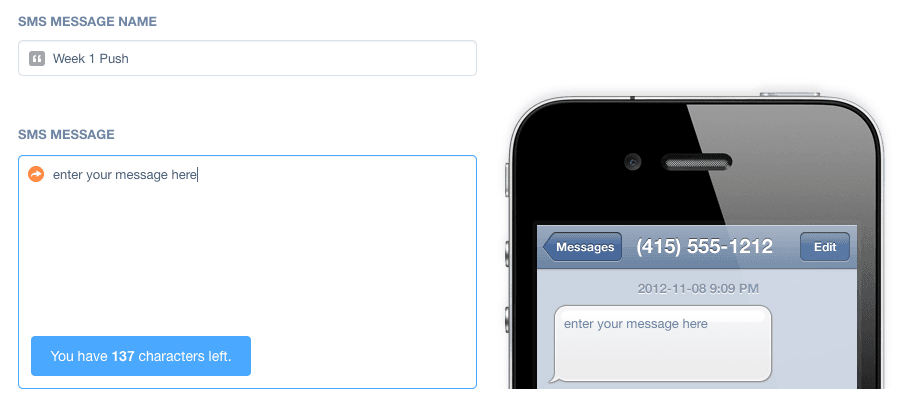 SMS MESSAGE NAME
Week 1 Push
SMS MESSAGE
enter your message here
You have 137 characters left.
Messages
(415) 555-1212
Edit
2012-11-08 9:09 PM
enter your message here